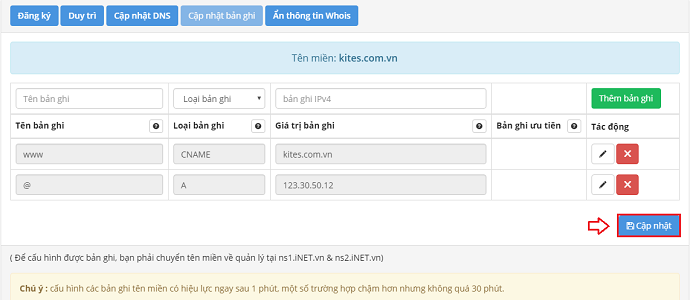 Đăng ký Duy trì Cập nhật DNS Cập nhật bản ghi Ẩn thông tin Whois
Tên miền: kites.com.vn
Tên bản ghi Loại bản ghi bản ghi IPv4 Thêm bản ghi
Tên bản ghi ? Loại bản ghi ? Giá trị bản ghi ? Bản ghi ưu tiên ? Tác động
www CNAME kites.com.vn
@ A 123.30.50.12
Cập nhật
( Để cấu hình được bản ghi, bạn phải chuyển tên miền về quản lý tại ns1.iNET.vn & ns2.iNET.vn)
Chú ý : cấu hình các bản ghi tên miền có hiệu lực ngay sau 1 phút, một số trường hợp chậm hơn nhưng không quá 30 phút.